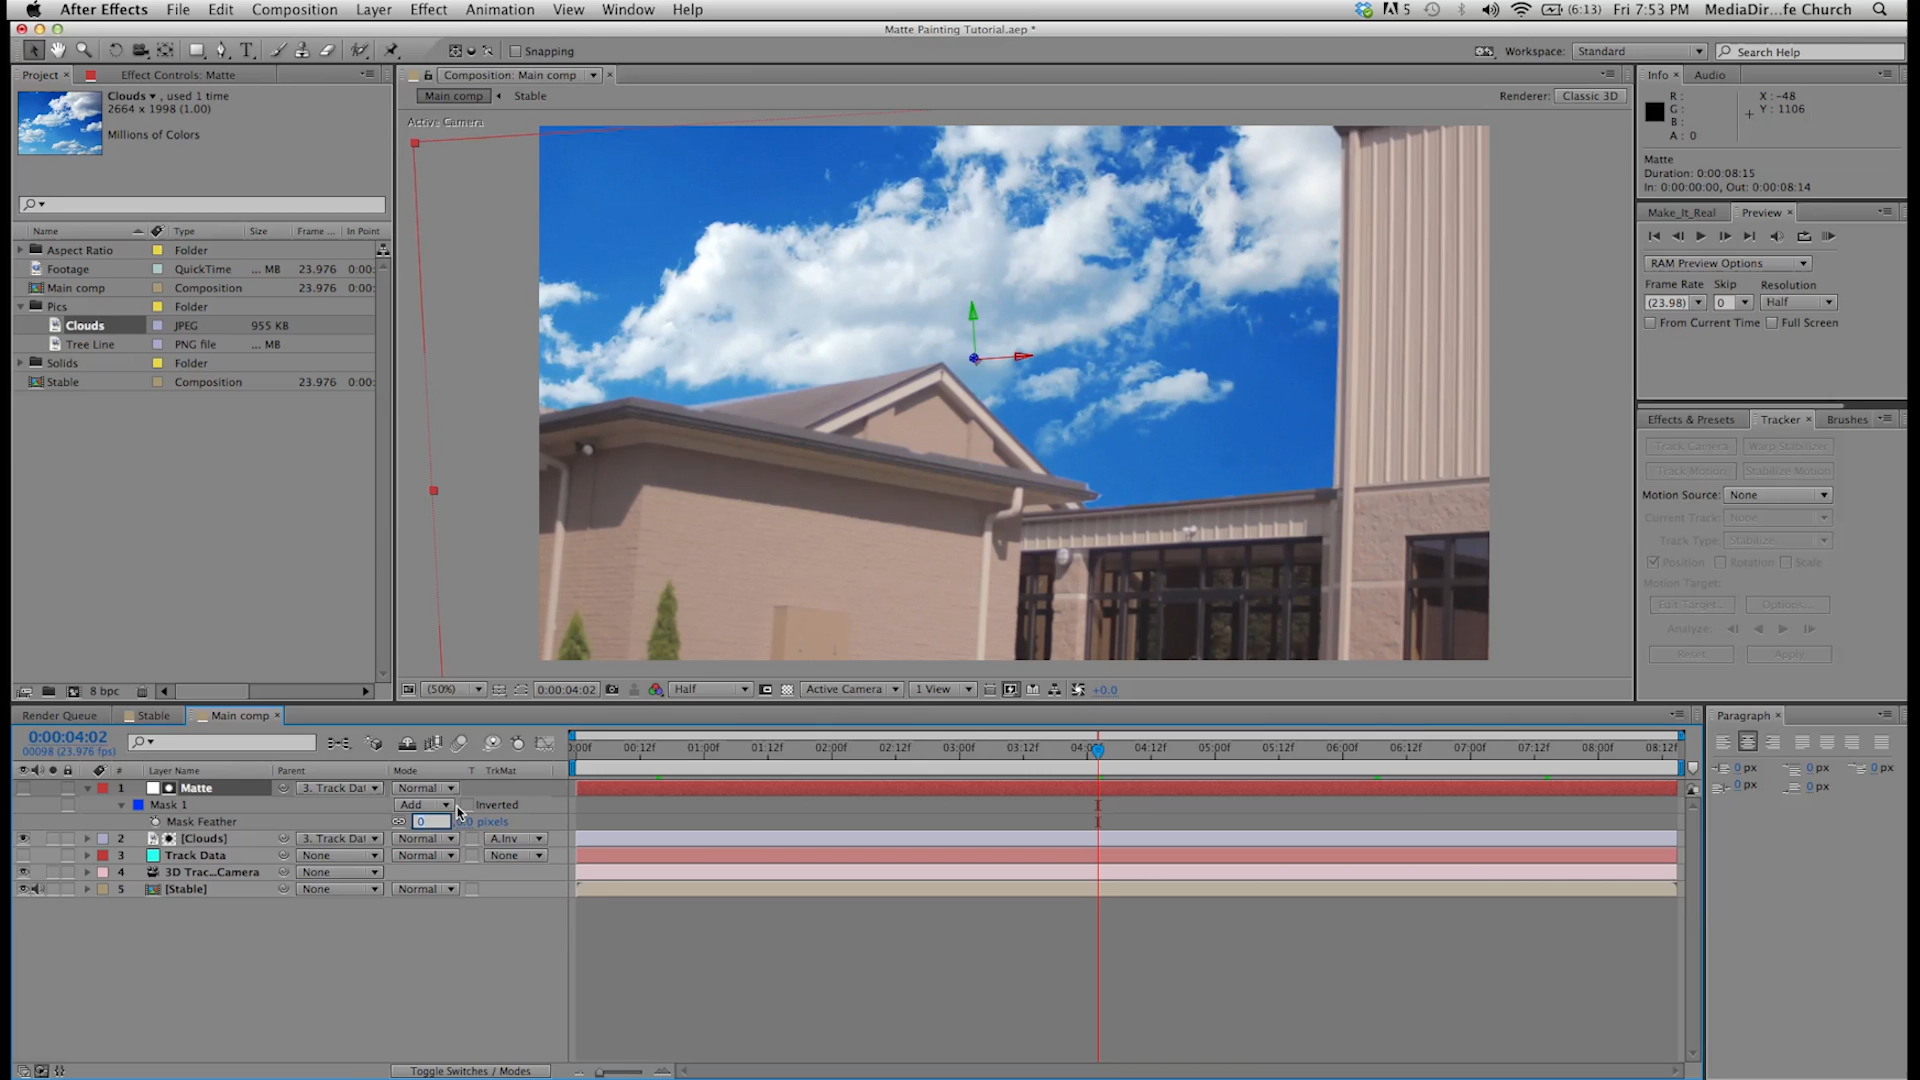 After Effects File Edit Composition Layer Effect Animation View Window Help 5 (6:13) Fri 7:53 PM MediaDir...fe Church
Matte Painting Tutorial.aep *
Snapping Workspace: Standard Search Help
Project × Effect Controls: Matte Composition: Main comp × Info × Audio
Clouds , used 1 time
2664 x 1998 (1.00)
Millions of Colors
Main comp Stable Renderer: Classic 3D
Active Camera
R :
G :
B :
A : 0
X : -48
Y : 1106
Matte
Duration: 0:00:08:15
In: 0:00:00:00, Out: 0:00:08:14
Make_It_Real Preview ×
RAM Preview Options
Frame Rate Skip Resolution
(23.98) 0 Half
From Current Time Full Screen
Name Type Size Frame ... In Point
Aspect Ratio Folder
Footage QuickTime ... MB 23.976 0:00:
Main comp Composition 23.976 0:00:
Pics Folder
Clouds JPEG 955 KB
Tree Line PNG file ... MB
Solids Folder
Stable Composition 23.976 0:00:
Effects & Presets Tracker × Brushes
Track Camera Warp Stabilizer
Track Motion Stabilize Motion
Motion Source: None
Current Track: None
Track Type: Stabilize
Position Rotation Scale
Motion Target:
Edit Target... Options...
Analyze:
Reset Apply
8 bpc
(50%) 0:00:04:02 Half Active Camera 1 View +0.0
Render Queue Stable Main comp × Paragraph ×
0:00:04:02
00098 (23.976 fps)
0:00f 00:12f 01:00f 01:12f 02:00f 02:12f 03:00f 03:12f 04:00f 04:12f 05:00f 05:12f 06:00f 06:12f 07:00f 07:12f 08:00f 08:12f
0 px 0 px 0 px
0 px 0 px
# Layer Name Parent Mode T TrkMat
1 Matte 3. Track Dat Normal
Mask 1 Add Inverted
Mask Feather 0 pixels
2 [Clouds] 3. Track Dat Normal A.Inv
3 Track Data None Normal None
4 3D Trac...Camera None
5 [Stable] None Normal
Toggle Switches / Modes